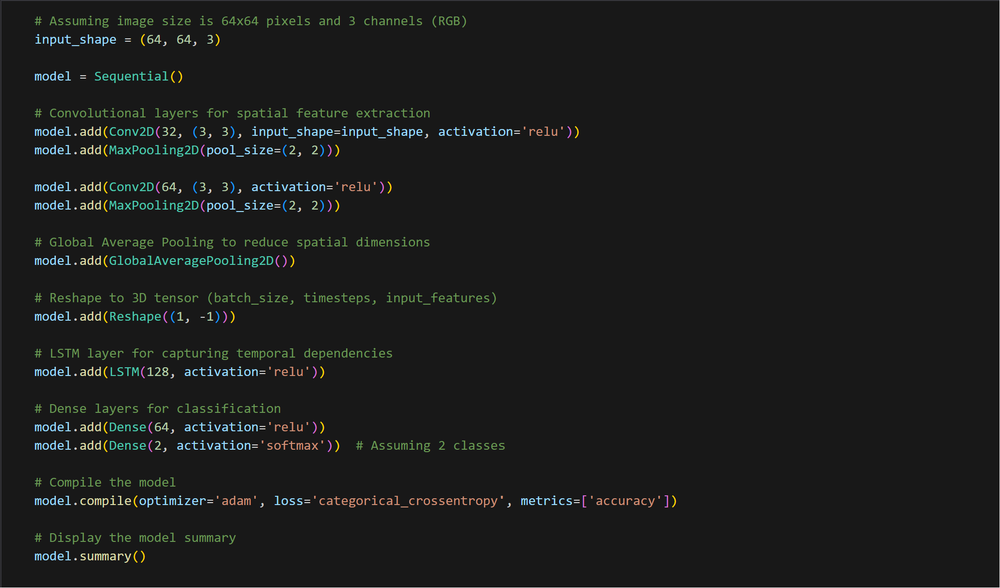 # Assuming image size is 64x64 pixels and 3 channels (RGB)
input_shape = (64, 64, 3)
model = Sequential()
# Convolutional layers for spatial feature extraction
model.add(Conv2D(32, (3, 3), input_shape=input_shape, activation='relu'))
model.add(MaxPooling2D(pool_size=(2, 2)))
model.add(Conv2D(64, (3, 3), activation='relu'))
model.add(MaxPooling2D(pool_size=(2, 2)))
# Global Average Pooling to reduce spatial dimensions
model.add(GlobalAveragePooling2D())
# Reshape to 3D tensor (batch_size, timesteps, input_features)
model.add(Reshape((1, -1)))
# LSTM layer for capturing temporal dependencies
model.add(LSTM(128, activation='relu'))
# Dense layers for classification
model.add(Dense(64, activation='relu'))
model.add(Dense(2, activation='softmax'))  # Assuming 2 classes
# Compile the model
model.compile(optimizer='adam', loss='categorical_crossentropy', metrics=['accuracy'])
# Display the model summary
model.summary()